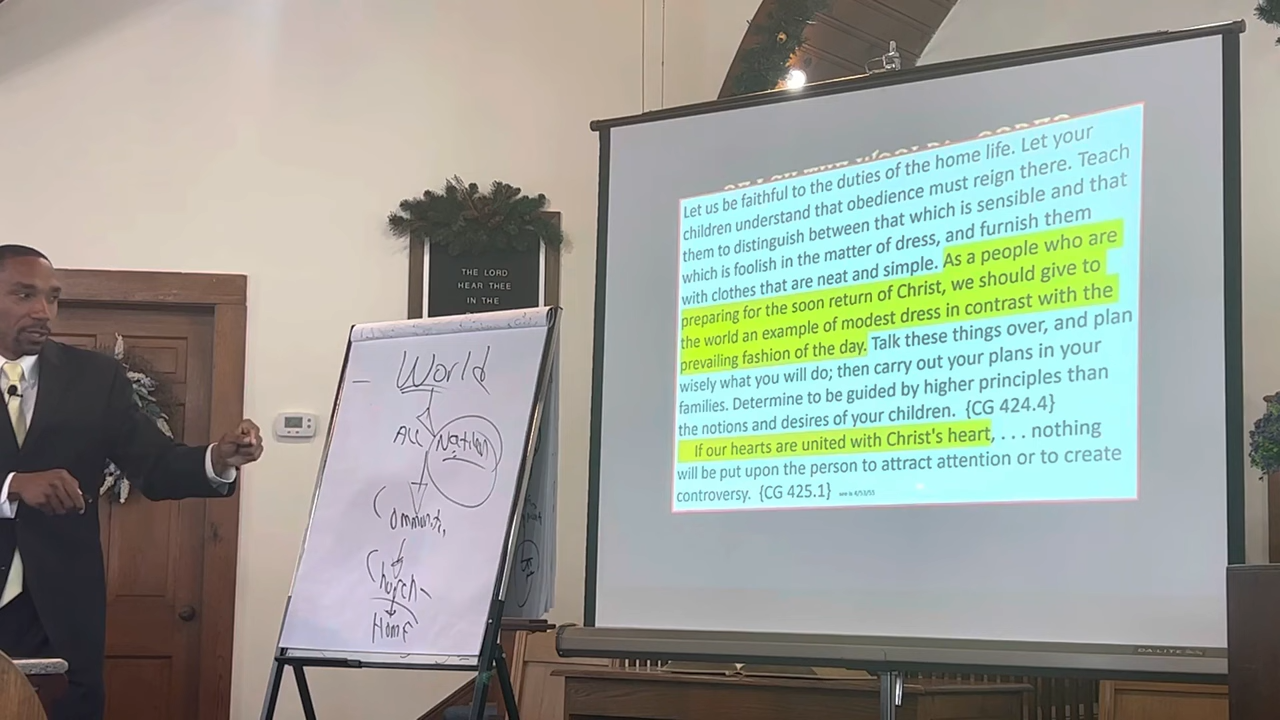 THE LORD
HEAR THEE
IN THE
World
All
Nation
Community
Church
Home
Let us be faithful to the duties of the home life. Let your
children understand that obedience must reign there. Teach
them to distinguish between that which is sensible and that
which is foolish in the matter of dress, and furnish them
with clothes that are neat and simple. As a people who are
preparing for the soon return of Christ, we should give to
the world an example of modest dress in contrast with the
prevailing fashion of the day. Talk these things over, and plan
wisely what you will do; then carry out your plans in your
families. Determine to be guided by higher principles than
the notions and desires of your children. {CG 424.4}
If our hearts are united with Christ's heart, . . . nothing
will be put upon the person to attract attention or to create
controversy. {CG 425.1}
DA-LITE